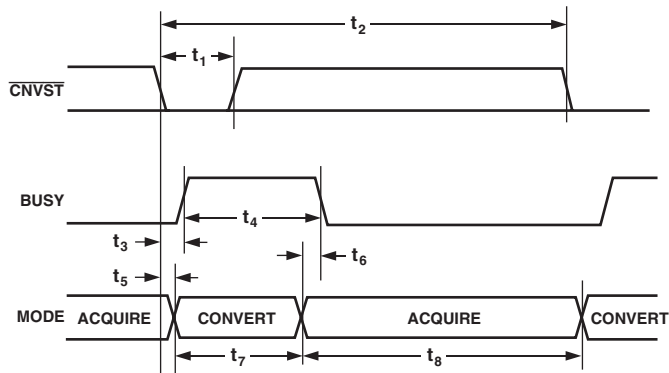 t2
t1
CNVST
BUSY
t4
t3
t6
t5
MODE ACQUIRE CONVERT ACQUIRE CONVERT
t7 t8